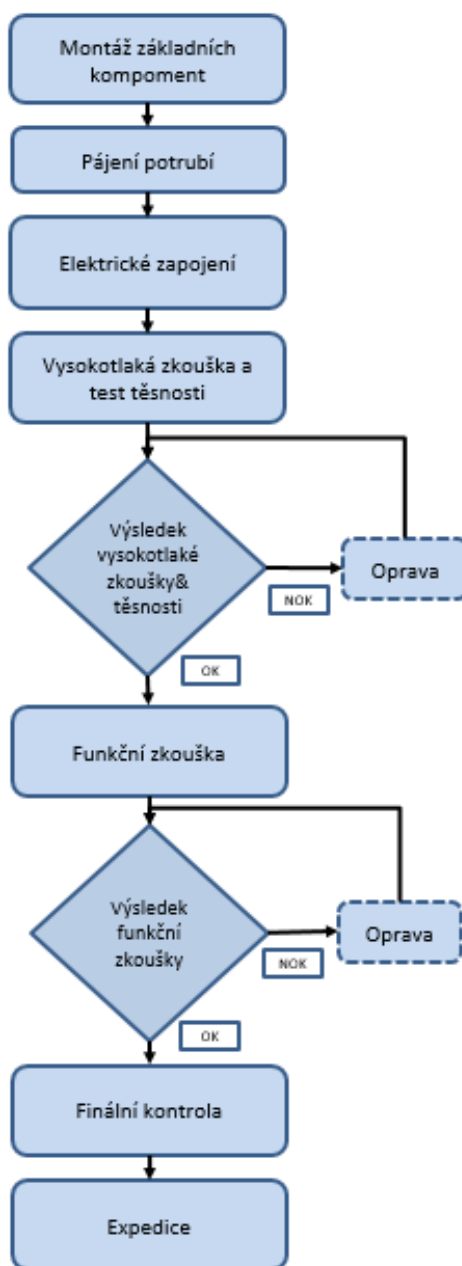 Montáž základních
kompoment
Pájení potrubí
Elektrické zapojení
Vysokotlaká zkouška a
test těsnosti
Výsledek
vysokotlaké
zkoušky&
těsnosti
Oprava
NOK
OK
Funkční zkouška
Výsledek
funkční
zkoušky
Oprava
NOK
OK
Finální kontrola
Expedice